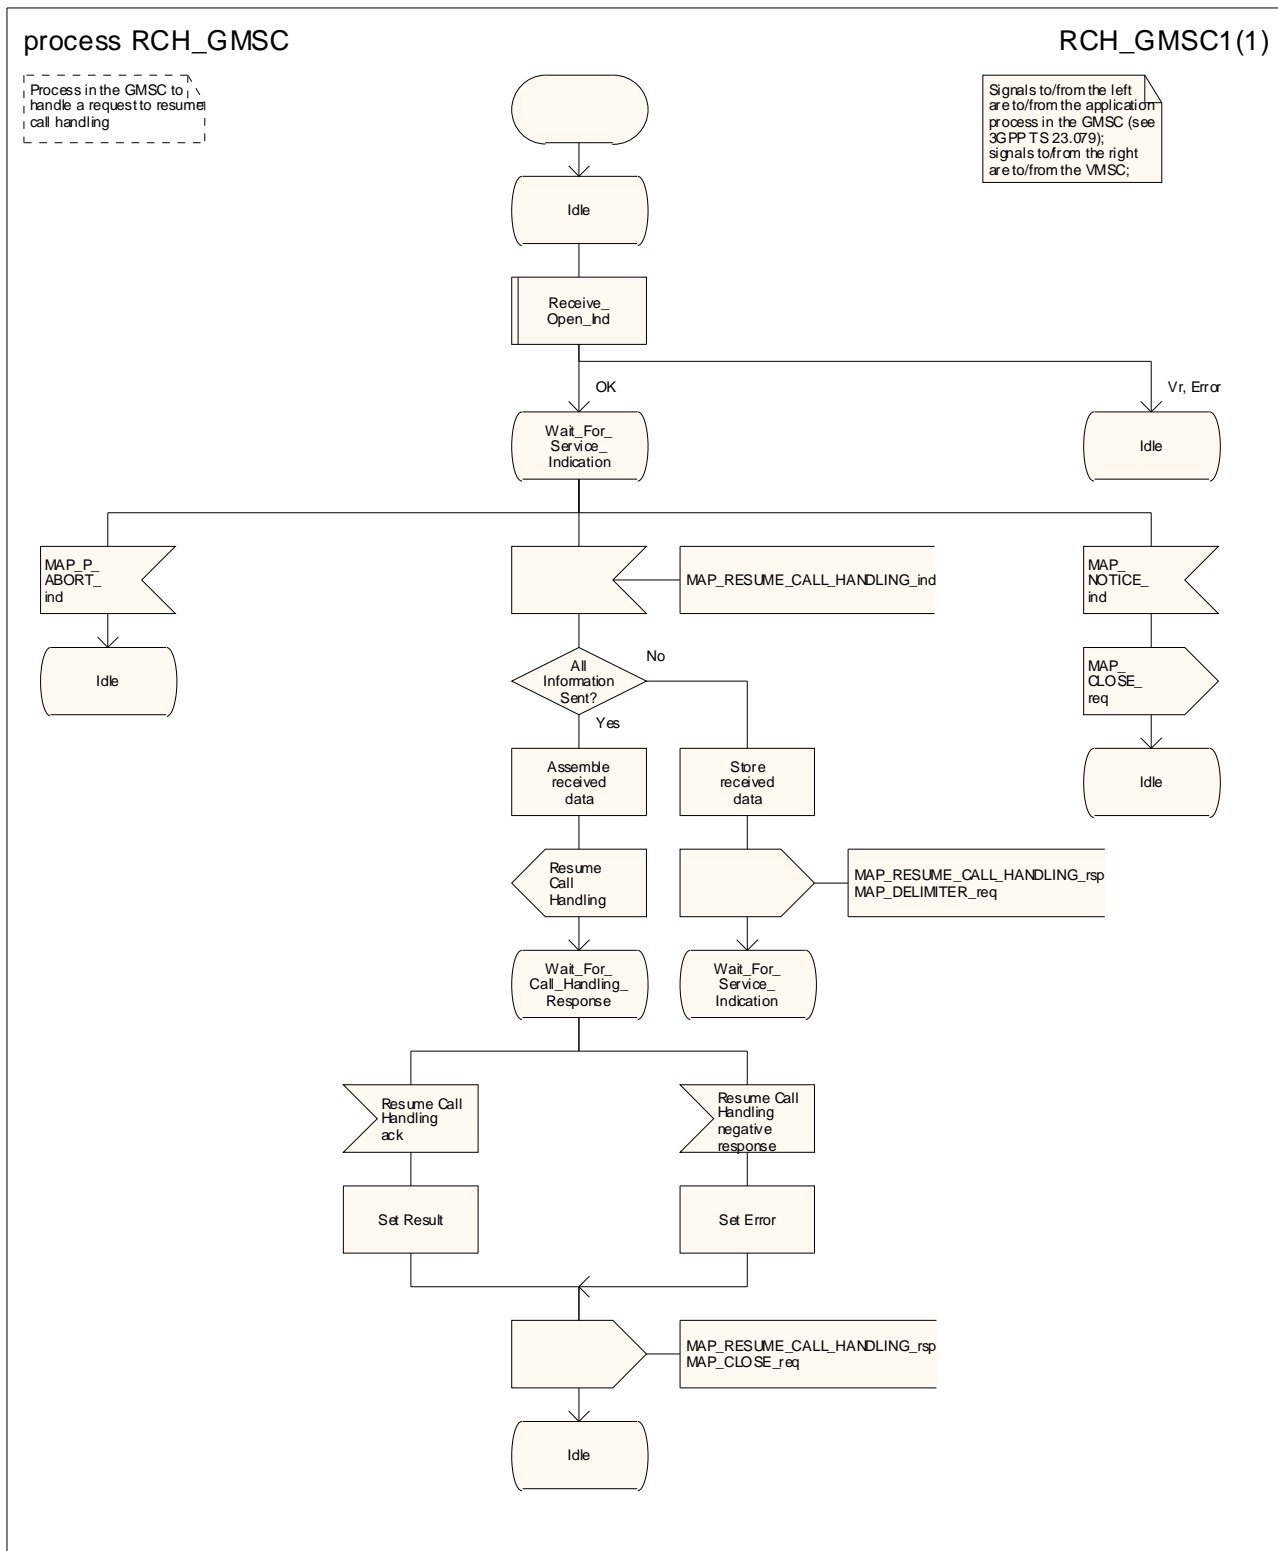 process RCH_GMSC
RCH_GMSC1(1)
Process in the GMSC to
handle a request to resume
call handling
Signals to/from the left
are to/from the application
process in the GMSC (see
3GPP TS 23.079);
signals to/from the right
are to/from the VMSC;
Idle
Receive_
Open_Ind
OK
Vr, Error
Wait_For_
Service_
Indication
Idle
MAP_P_
ABORT_
ind
MAP_RESUME_CALL_HANDLING_ind
MAP_
NOTICE_
ind
Idle
All
Information
Sent?
No
Yes
MAP_
CLOSE_
req
Assemble
received
data
Store
received
data
Idle
Resume
Call
Handling
MAP_RESUME_CALL_HANDLING_rsp
MAP_DELIMITER_req
Wait_For_
Call_Handling_
Response
Wait_For_
Service_
Indication
Resume Call
Handling
ack
Resume Call
Handling
negative
response
Set Result
Set Error
MAP_RESUME_CALL_HANDLING_rsp
MAP_CLOSE_req
Idle